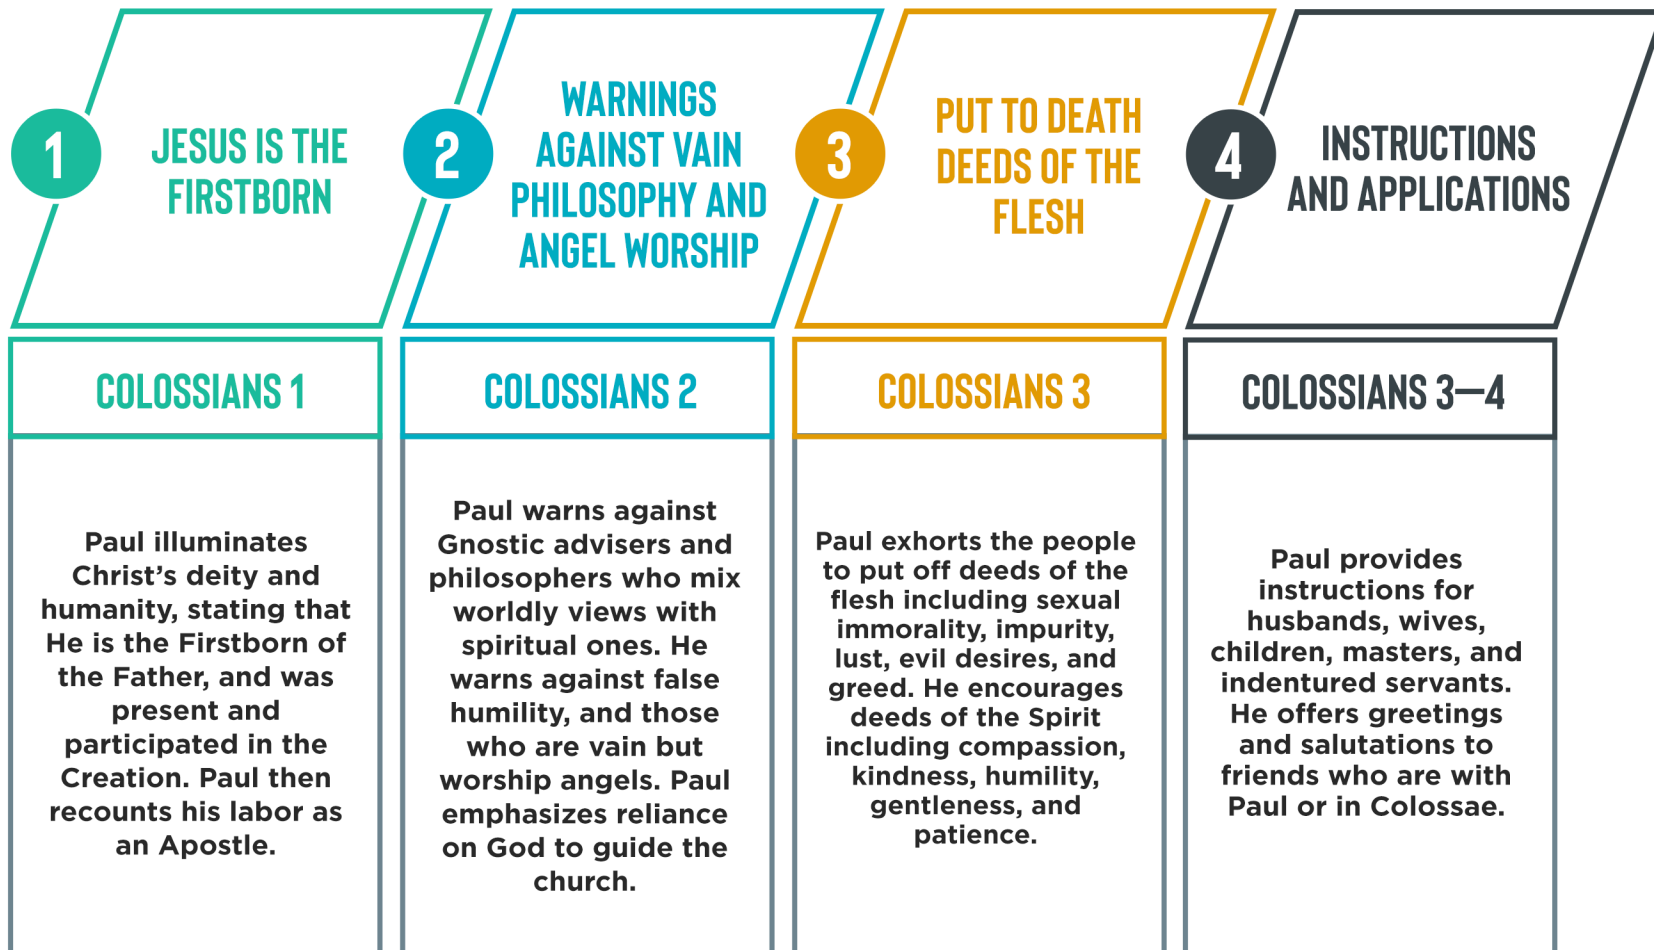 1
JESUS IS THE
FIRSTBORN
COLOSSIANS 1
Paul illuminates
Christ’s deity and
humanity, stating that
He is the Firstborn of
the Father, and was
present and
participated in the
Creation. Paul then
recounts his labor as
an Apostle.
2
WARNINGS
AGAINST VAIN
PHILOSOPHY AND
ANGEL WORSHIP
COLOSSIANS 2
Paul warns against
Gnostic advisers and
philosophers who mix
worldly views with
spiritual ones. He
warns against false
humility, and those
who are vain but
worship angels. Paul
emphasizes reliance
on God to guide the
church.
3
PUT TO DEATH
DEEDS OF THE
FLESH
COLOSSIANS 3
Paul exhorts the people
to put off deeds of the
flesh including sexual
immorality, impurity,
lust, evil desires, and
greed. He encourages
deeds of the Spirit
including compassion,
kindness, humility,
gentleness, and
patience.
4
INSTRUCTIONS
AND APPLICATIONS
COLOSSIANS 3—4
Paul provides
instructions for
husbands, wives,
children, masters, and
indentured servants.
He offers greetings
and salutations to
friends who are with
Paul or in Colossae.